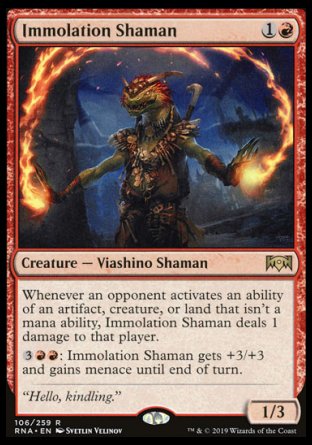 Immolation Shaman 1
Creature — Viashino Shaman
Whenever an opponent activates an ability
of an artifact, creature, or land that isn't a
mana ability, Immolation Shaman deals 1
damage to that player.
3: Immolation Shaman gets +3/+3
and gains menace until end of turn.
"Hello, kindling."
1/3
106/259 R
RNA • EN Svetlin Velinov
™ & © 2019 Wizards of the Coast